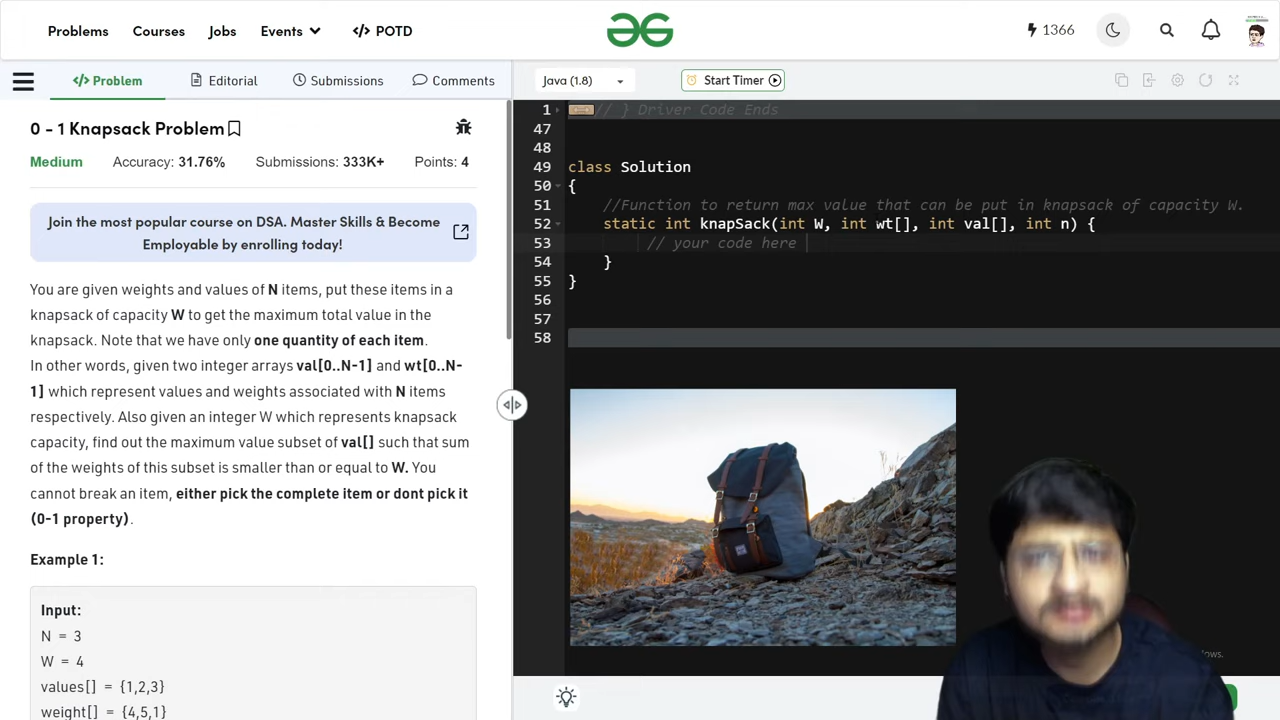 Problems Courses Jobs Events </> POTD
1366
</> Problem Editorial Submissions Comments
Java (1.8) Start Timer
0 - 1 Knapsack Problem
Medium Accuracy: 31.76% Submissions: 333K+ Points: 4
Join the most popular course on DSA. Master Skills & Become
Employable by enrolling today!
You are given weights and values of N items, put these items in a
knapsack of capacity W to get the maximum total value in the
knapsack. Note that we have only one quantity of each item.
In other words, given two integer arrays val[0..N-1] and wt[0..N-
1] which represent values and weights associated with N items
respectively. Also given an integer W which represents knapsack
capacity, find out the maximum value subset of val[] such that sum
of the weights of this subset is smaller than or equal to W. You
cannot break an item, either pick the complete item or dont pick it
(0-1 property).
Example 1:
Input:
N = 3
W = 4
values[] = {1,2,3}
weight[] = {4,5,1}
1 // } Driver Code Ends
47
48
49 class Solution
50 {
51 //Function to return max value that can be put in knapsack of capacity W.
52 static int knapSack(int W, int wt[], int val[], int n) {
53 // your code here
54 }
55 }
56
57
58